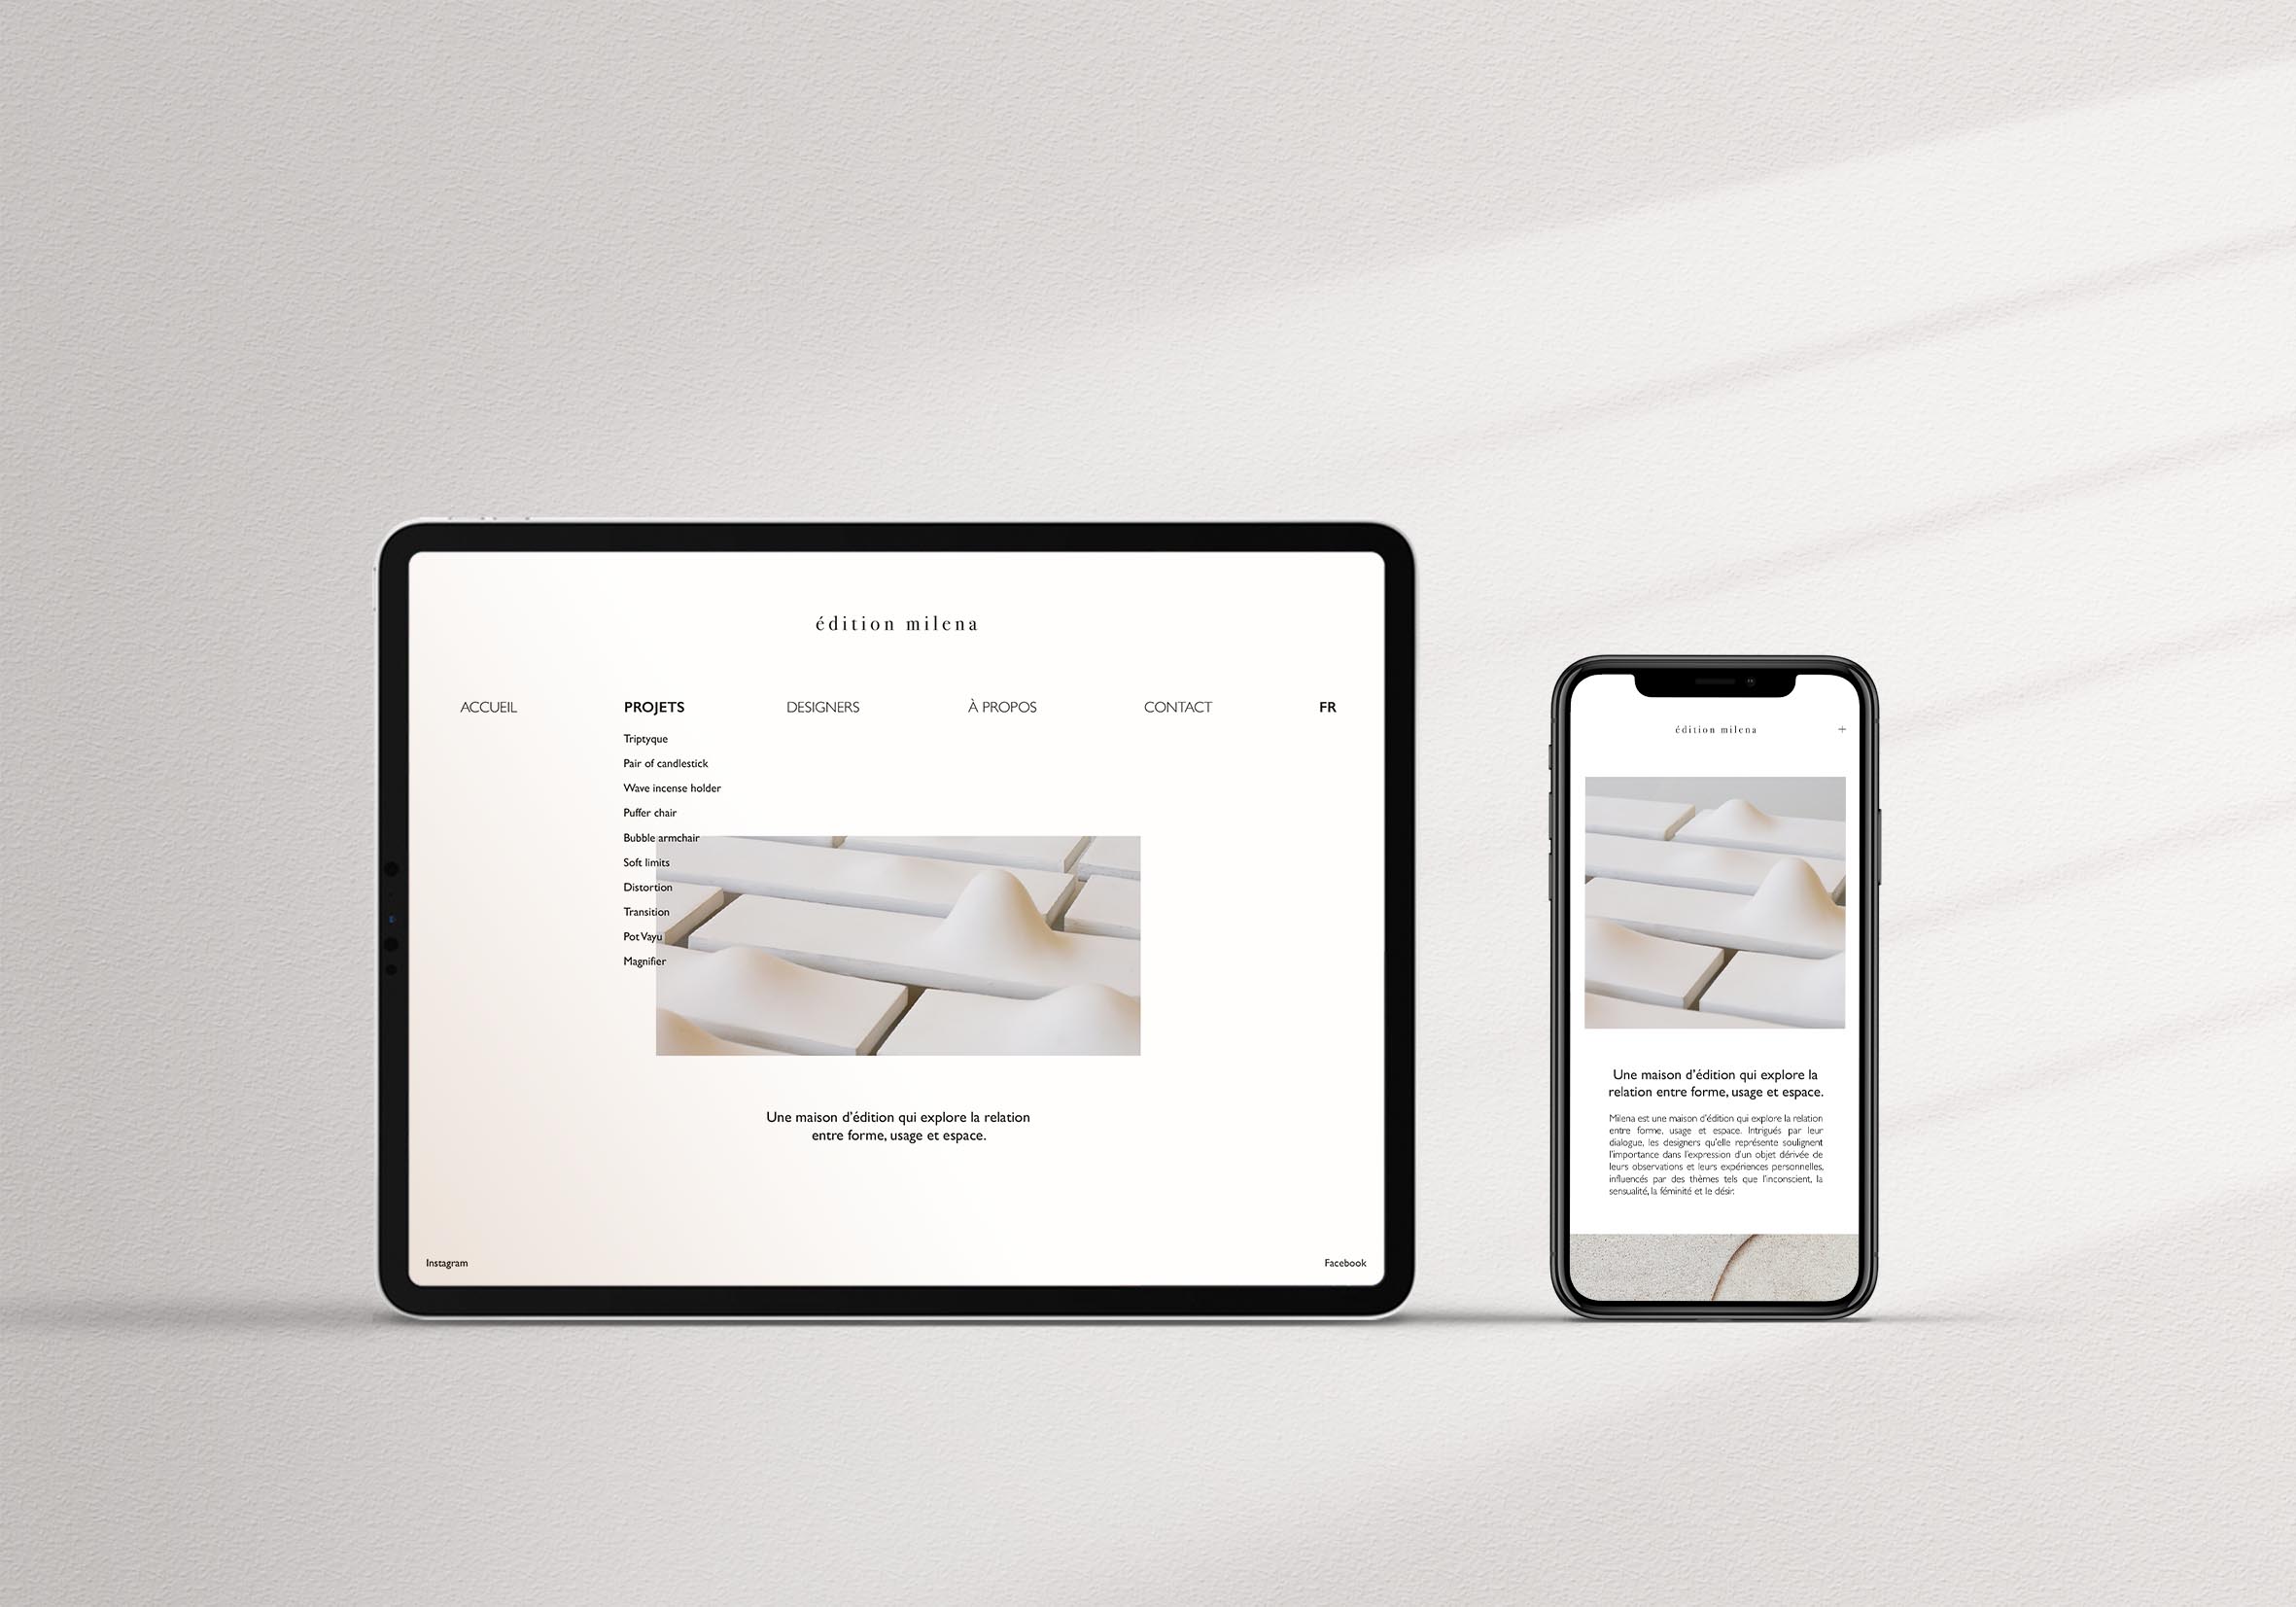 édition milena
ACCUEIL PROJETS DESIGNERS À PROPOS CONTACT FR
Triptyque
Pair of candlestick
Wave incense holder
Puffer chair
Bubble armchair
Soft limits
Distortion
Transition
Pot Vayu
Magnifier
Une maison d'édition qui explore la relation
entre forme, usage et espace.
Instagram Facebook
édition milena +
Une maison d'édition qui explore la
relation entre forme, usage et espace.
Milena est une maison d'édition qui explore la relation
entre forme, usage et espace. Intrigués par leur
dialogue, les designers qu'elle représente soulignent
l'importance dans l'expression d'un objet dérivée de
leurs observations et leurs expériences personnelles,
influencés par des thèmes tels que l'inconscient, la
sensualité, la féminité et le désir.